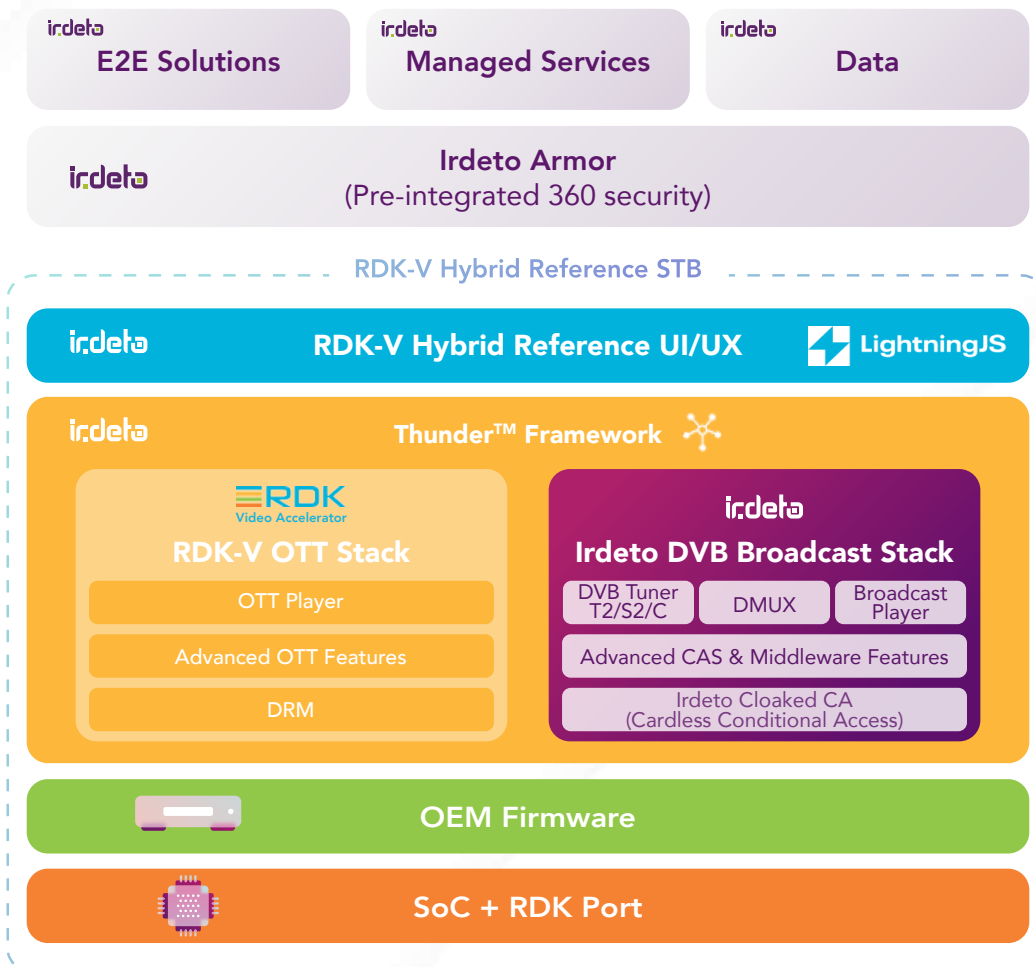 irdeto
E2E Solutions
irdeto
Managed Services
irdeto
Data
irdeto
Irdeto Armor
(Pre-integrated 360 security)
RDK-V Hybrid Reference STB
irdeto
RDK-V Hybrid Reference UI/UX
LightningJS
irdeto
Thunder™ Framework
RDK
Video Accelerator
RDK-V OTT Stack
OTT Player
Advanced OTT Features
DRM
irdeto
Irdeto DVB Broadcast Stack
DVB Tuner
T2/S2/C
DMUX
Broadcast
Player
Advanced CAS & Middleware Features
Irdeto Cloaked CA
(Cardless Conditional Access)
OEM Firmware
SoC + RDK Port